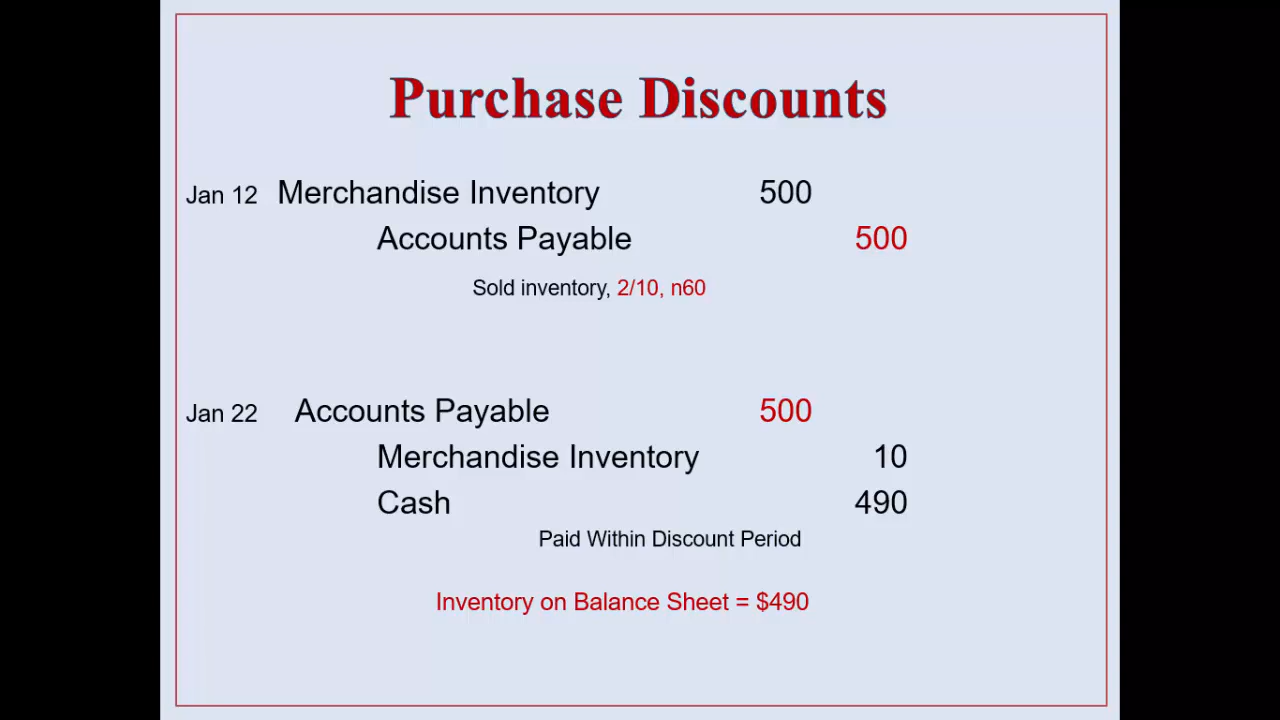 Purchase Discounts
Jan 12 Merchandise Inventory 500
Accounts Payable 500
Sold inventory, 2/10, n60
Jan 22 Accounts Payable 500
Merchandise Inventory 10
Cash 490
Paid Within Discount Period
Inventory on Balance Sheet = $490